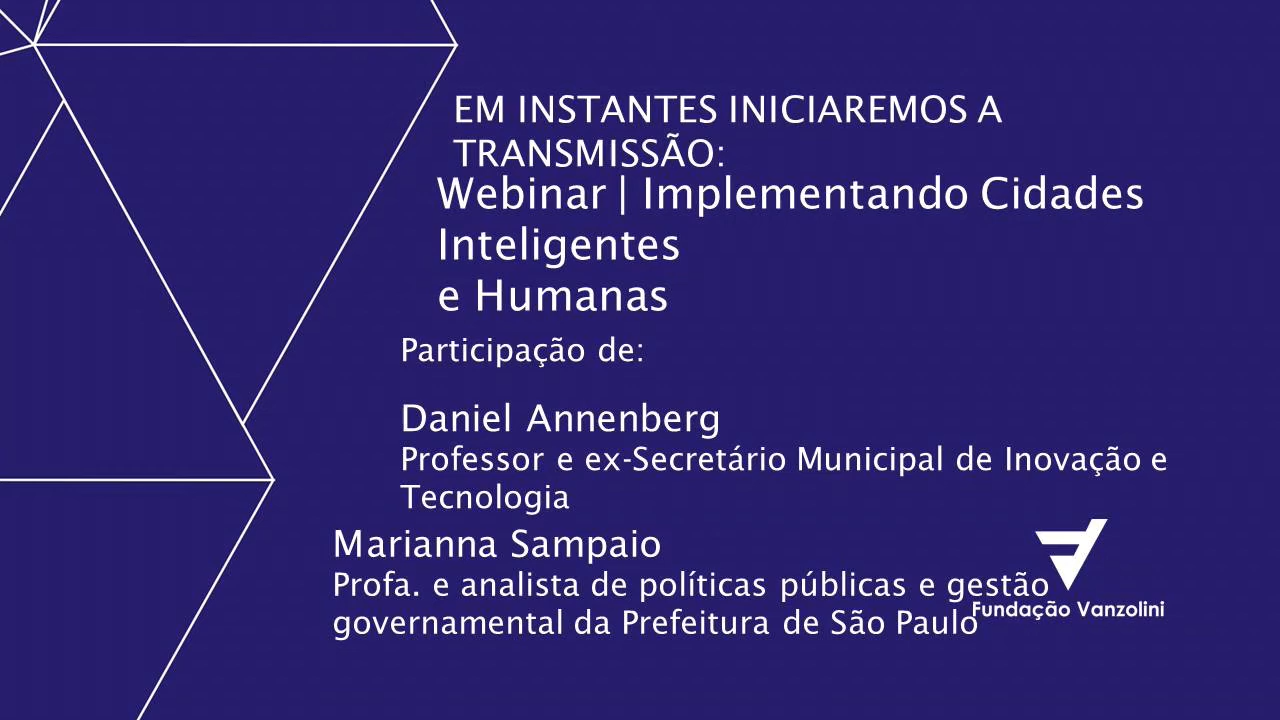 EM INSTANTES INICIAREMOS A
TRANSMISSÃO:
Webinar | Implementando Cidades
Inteligentes
e Humanas
Participação de:
Daniel Annenberg
Professor e ex-Secretário Municipal de Inovação e
Tecnologia
Marianna Sampaio
Profa. e analista de políticas públicas e gestão
governamental da Prefeitura de São Paulo
Fundação Vanzolini